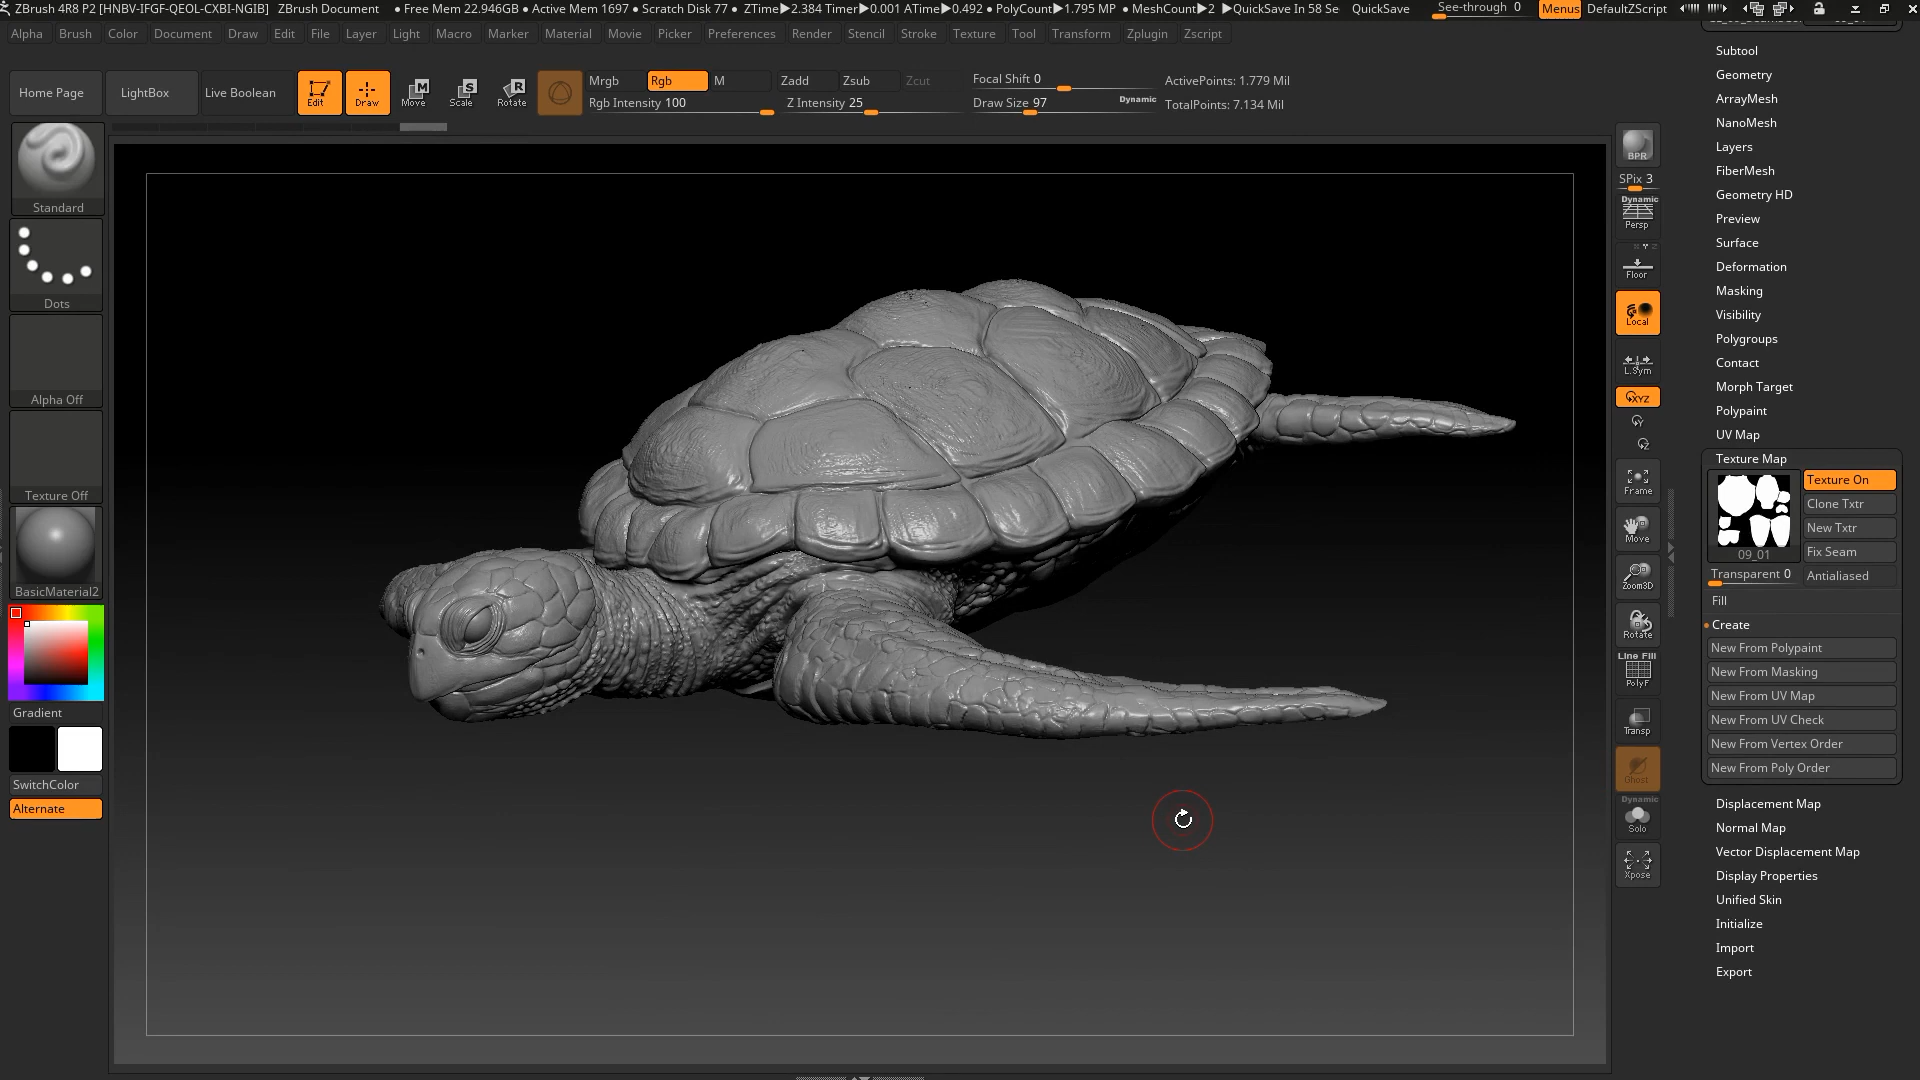 ZBrush 4R8 P2 [HNBV-IFGF-QEOL-CXBI-NGIB] ZBrush Document • Free Mem 22.946GB • Active Mem 1697 • Scratch Disk 77 • ZTime▶2.384 Timer▶0.001 ATime▶0.492 • PolyCount▶1.795 MP • MeshCount▶2 ▶QuickSave In 58 Se QuickSave See-through 0 Menus DefaultZScript
Alpha Brush Color Document Draw Edit File Layer Light Macro Marker Material Movie Picker Preferences Render Stencil Stroke Texture Tool Transform Zplugin Zscript
Home Page LightBox Live Boolean Edit Draw Move Scale Rotate
M S R
Mrgb Rgb M Zadd Zsub Zcut Focal Shift 0 ActivePoints: 1.779 Mil
Rgb Intensity 100 Z Intensity 25 Draw Size 97 Dynamic TotalPoints: 7.134 Mil
Standard
Dots
Alpha Off
Texture Off
BasicMaterial2
Gradient
SwitchColor
Alternate
BPR
SPix 3
Dynamic
Persp
Floor
Local
L.Sym
XYZ
Y
Z
Frame
Move
Zoom3D
Rotate
Line Fill
PolyF
Transp
Ghost
Dynamic
Solo
Xpose
Subtool
Geometry
ArrayMesh
NanoMesh
Layers
FiberMesh
Geometry HD
Preview
Surface
Deformation
Masking
Visibility
Polygroups
Contact
Morph Target
Polypaint
UV Map
Texture Map
Texture On
Clone Txtr
New Txtr
Fix Seam
09_01
Transparent 0 Antialiased
Fill
Create
New From Polypaint
New From Masking
New From UV Map
New From UV Check
New From Vertex Order
New From Poly Order
Displacement Map
Normal Map
Vector Displacement Map
Display Properties
Unified Skin
Initialize
Import
Export